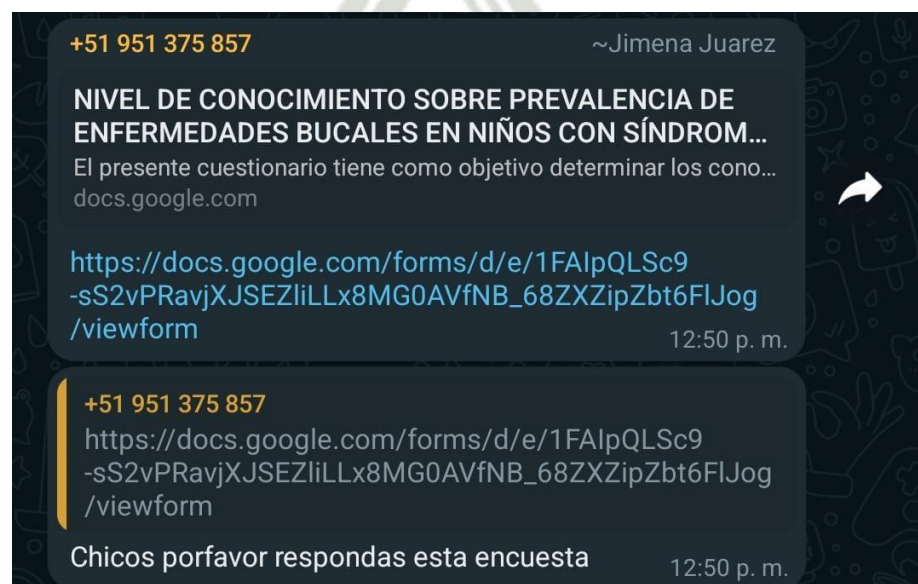 +51 951 375 857 ~Jimena Juarez
NIVEL DE CONOCIMIENTO SOBRE PREVALENCIA DE
ENFERMEDADES BUCALES EN NIÑOS CON SÍNDROM...
El presente cuestionario tiene como objetivo determinar los cono...
docs.google.com
https://docs.google.com/forms/d/e/1FAIpQLSc9
-sS2vPRavjXJSEZliLLx8MG0AVfNB_68ZXZipZbt6FlJog
/viewform
12:50 p. m.
+51 951 375 857
https://docs.google.com/forms/d/e/1FAIpQLSc9
-sS2vPRavjXJSEZliLLx8MG0AVfNB_68ZXZipZbt6FlJog
/viewform
Chicos porfavor respondas esta encuesta
12:50 p. m.